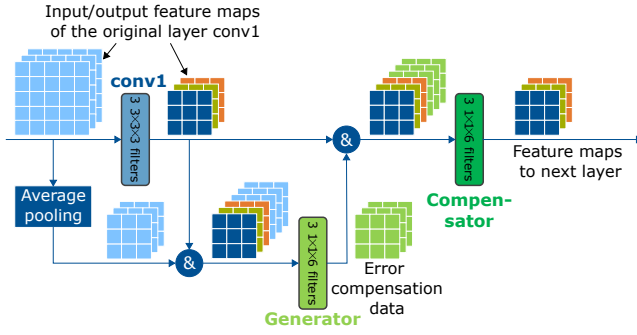 Input/output feature maps
of the original layer conv1
conv1
3 3×3×3 filters
&
3 1×1×6 filters
Feature maps
to next layer
Compen-
sator
Average
pooling
&
3 1×1×6 filters
Generator
Error
compensation
data